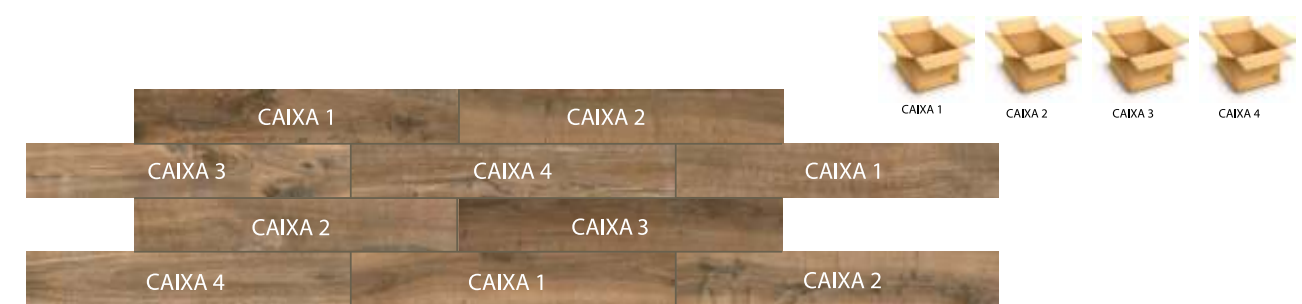 CAIXA 1 CAIXA 2 CAIXA 3 CAIXA 4
CAIXA 1 CAIXA 2
CAIXA 3 CAIXA 4 CAIXA 1
CAIXA 2 CAIXA 3
CAIXA 4 CAIXA 1 CAIXA 2